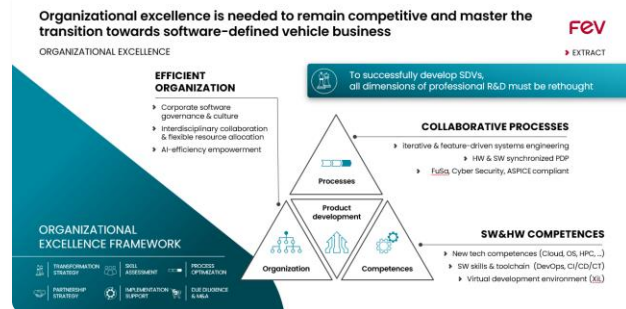 Organizational excellence is needed to remain competitive and master the
transition towards software-defined vehicle business
FEV
ORGANIZATIONAL EXCELLENCE
EXTRACT
To successfully develop SDVs,
all dimensions of professional R&D must be rethought
EFFICIENT
ORGANIZATION
Corporate software
governance & culture
Interdisciplinary collaboration
& flexible resource allocation
AI-efficiency empowerment
COLLABORATIVE PROCESSES
Iterative & feature-driven systems engineering
HW & SW synchronized PDP
FuSa, Cyber Security, ASPICE compliant
Processes
Product
development
Organization
Competences
SW&HW COMPETENCES
New tech competences (Cloud, OS, HPC, ...)
SW skills & toolchain (DevOps, CI/CD/CT)
Virtual development environment (XiL)
ORGANIZATIONAL
EXCELLENCE FRAMEWORK
TRANSFORMATION
STRATEGY
SKILL
ASSESSMENT
PROCESS
OPTIMIZATION
PARTNERSHIP
STRATEGY
IMPLEMENTATION
SUPPORT
DUE DILIGENCE
& M&A